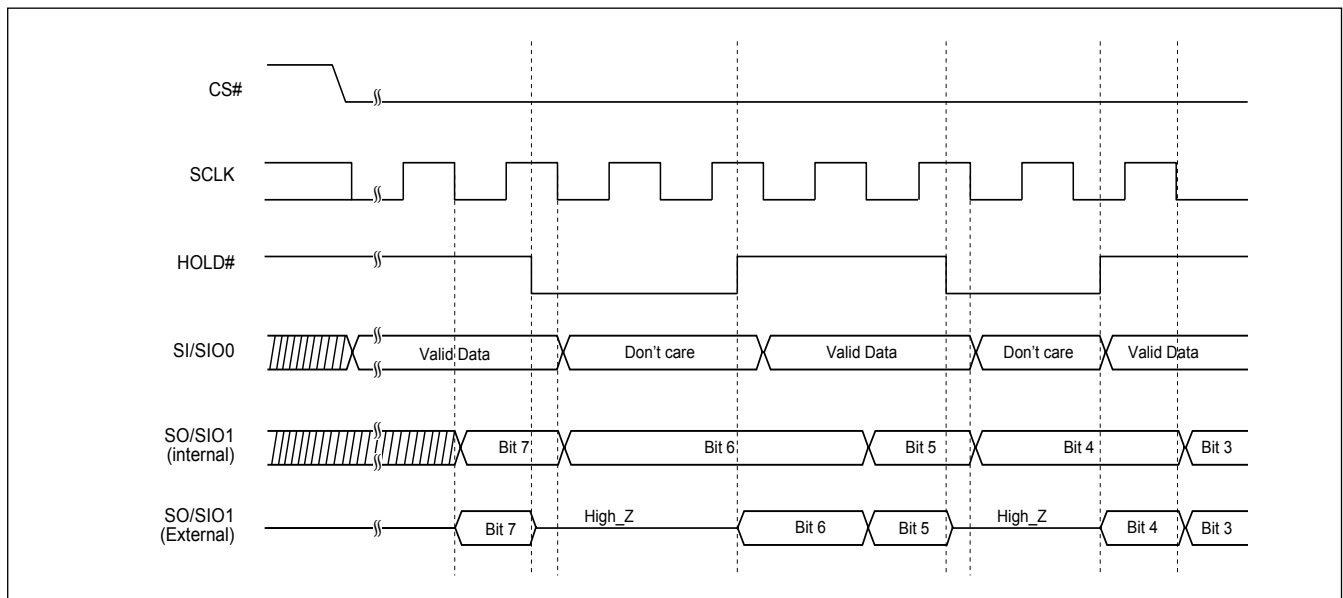 CS#
SCLK
HOLD#
SI/SIO0
Valid Data
Don't care
Valid Data
Don't care
Valid Data
SO/SIO1
(internal)
Bit 7
Bit 6
Bit 5
Bit 4
Bit 3
SO/SIO1
(External)
Bit 7
High_Z
Bit 6
Bit 5
High_Z
Bit 4
Bit 3